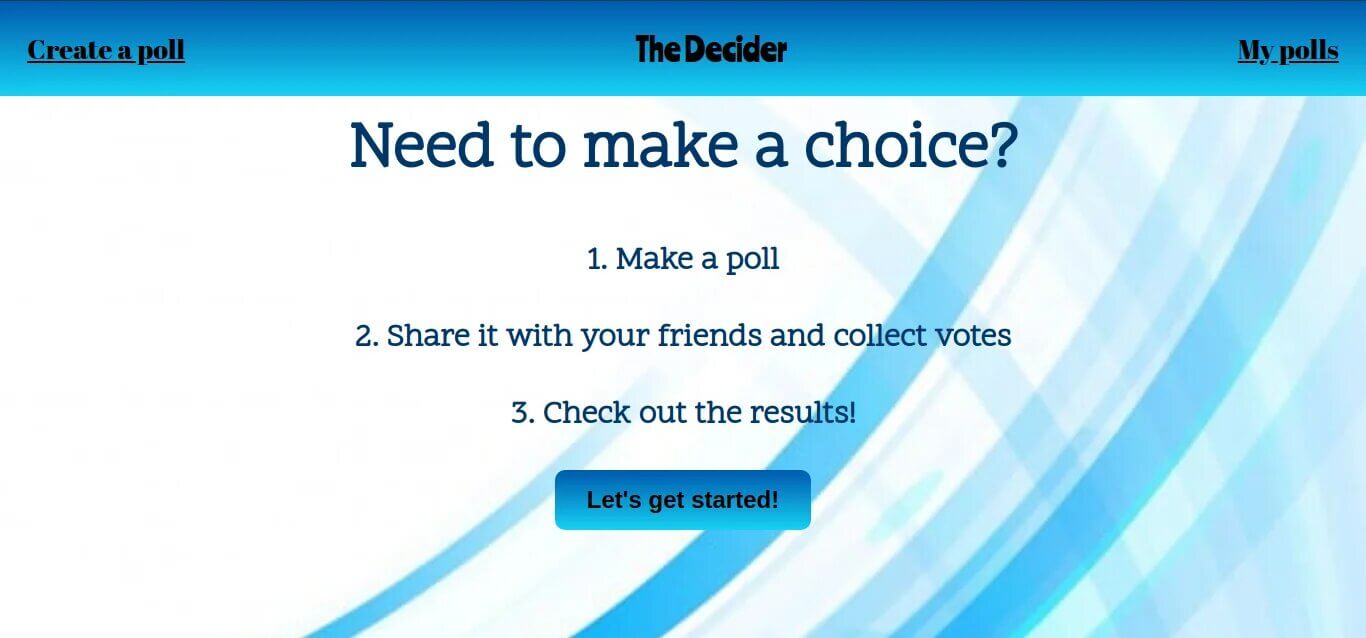 Create a poll
The Decider
My polls
Need to make a choice?
1. Make a poll
2. Share it with your friends and collect votes
3. Check out the results!
Let's get started!